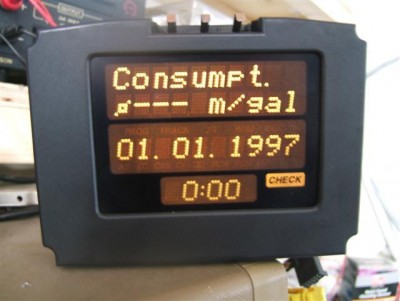 Consumpt.
ø--- m/gal
01. 01. 1997
0:00
CHECK